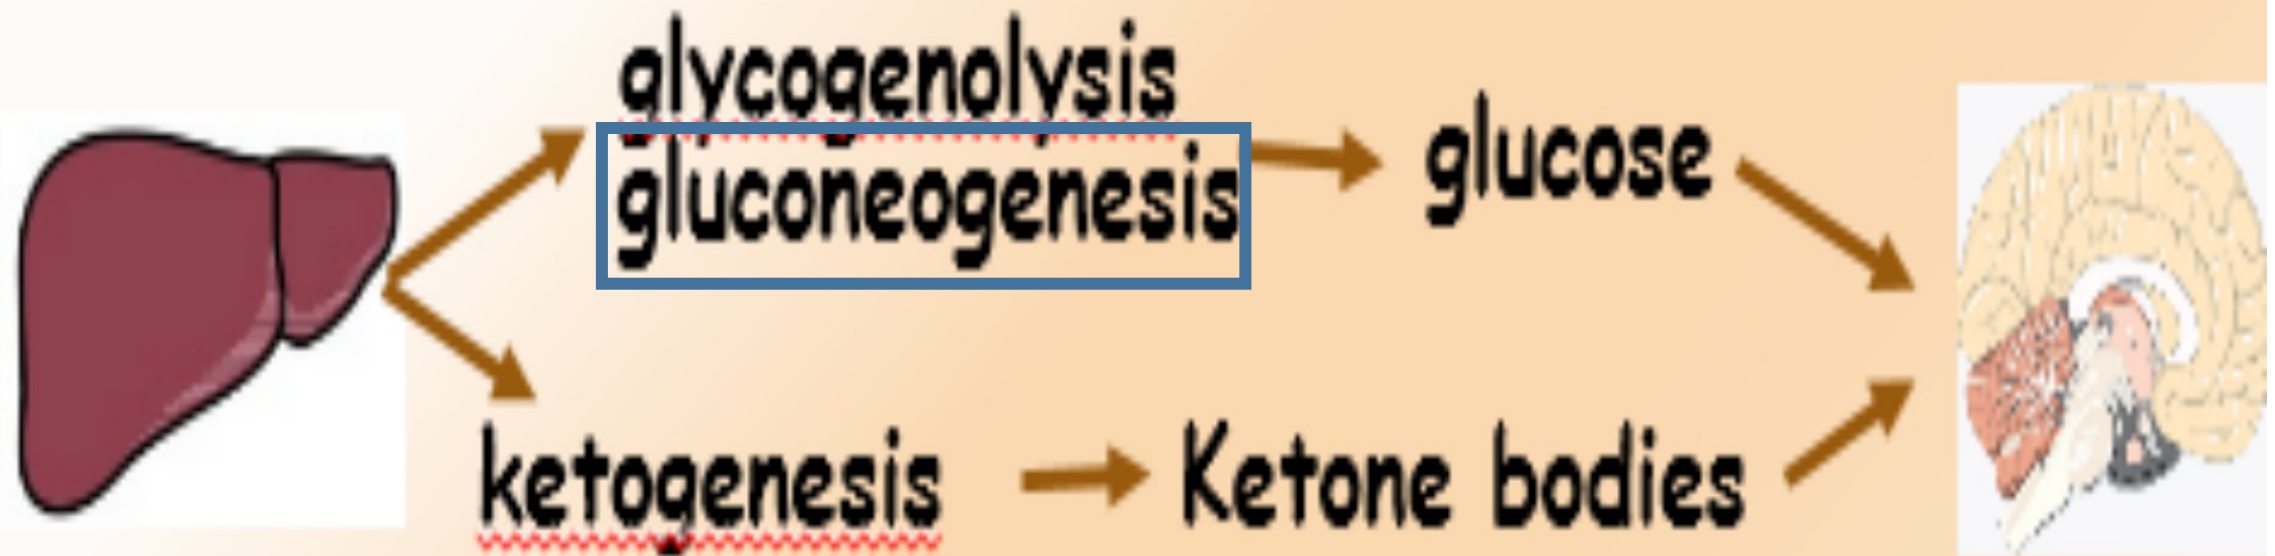 glycogenolysis
gluconeogenesis
glucose
ketogenesis
Ketone bodies